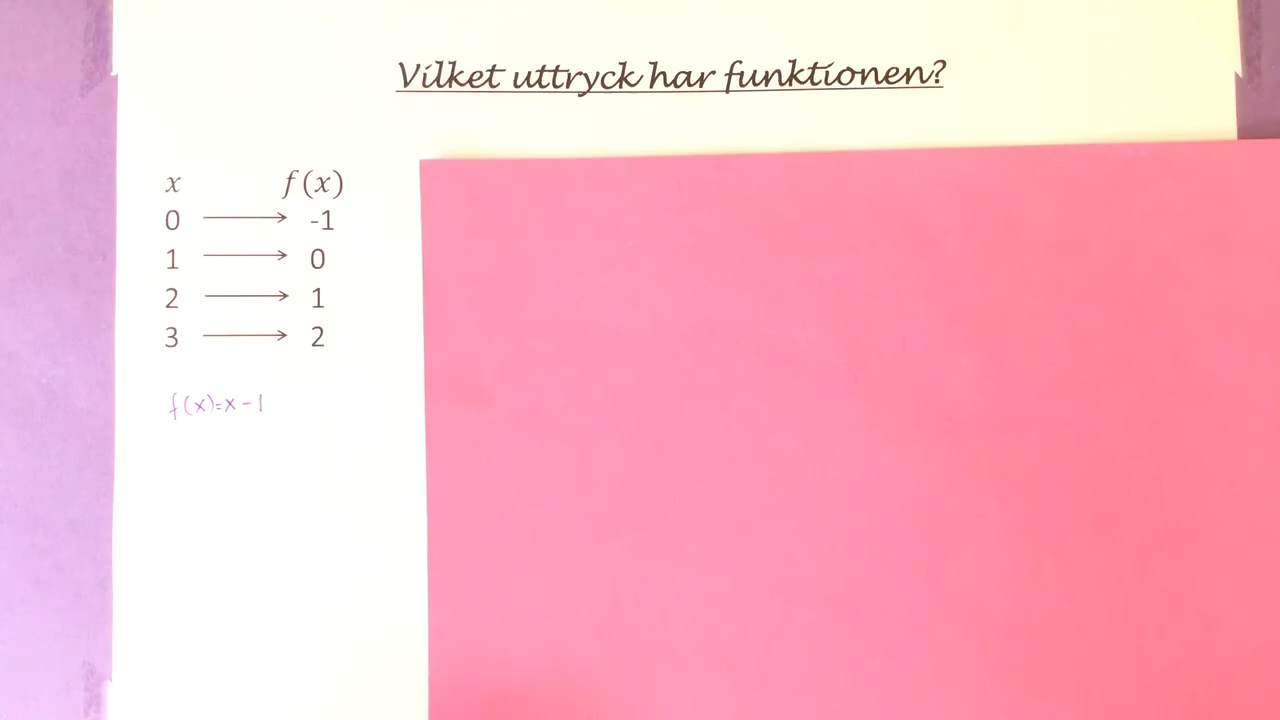 Vilket uttryck har funktionen?
x f(x)
0 → -1
1 → 0
2 → 1
3 → 2
f(x)=x-1